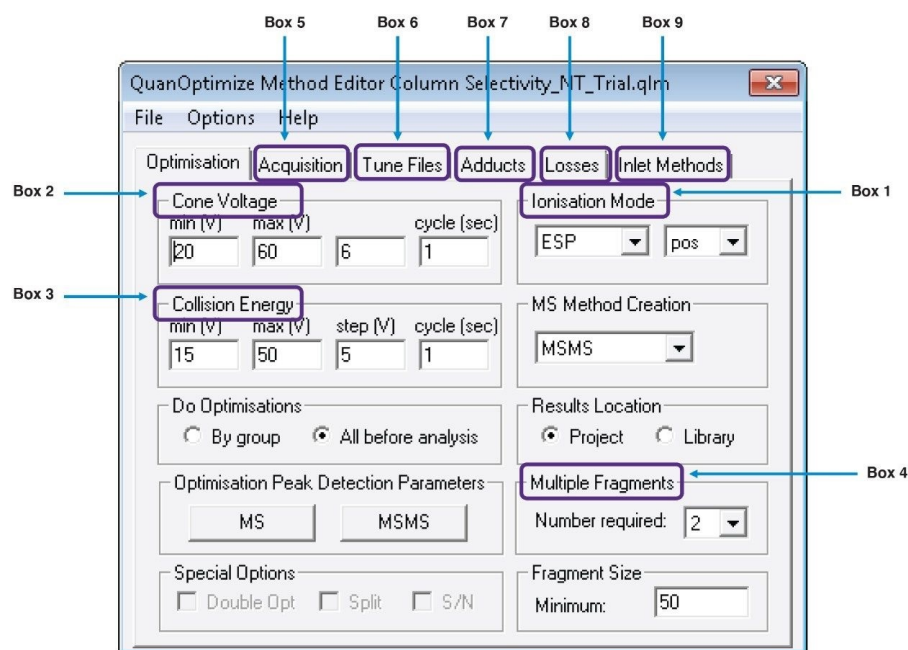 Box 5 Box 6 Box 7 Box 8 Box 9
QuanOptimize Method Editor Column Selectivity_NT_Trial.qlm
File Options Help
Optimisation Acquisition Tune Files Adducts Losses Inlet Methods
Box 2 Cone Voltage Ionisation Mode Box 1
min (V) max (V) cycle (sec)
20 60 6 1 ESP pos
Box 3 Collision Energy MS Method Creation
min (V) max (V) step (V) cycle (sec)
15 50 5 1 MSMS
Do Optimisations Results Location
By group All before analysis Project Library
Optimisation Peak Detection Parameters Multiple Fragments Box 4
MS MSMS Number required: 2
Special Options Fragment Size
Double Opt Split S/N Minimum: 50